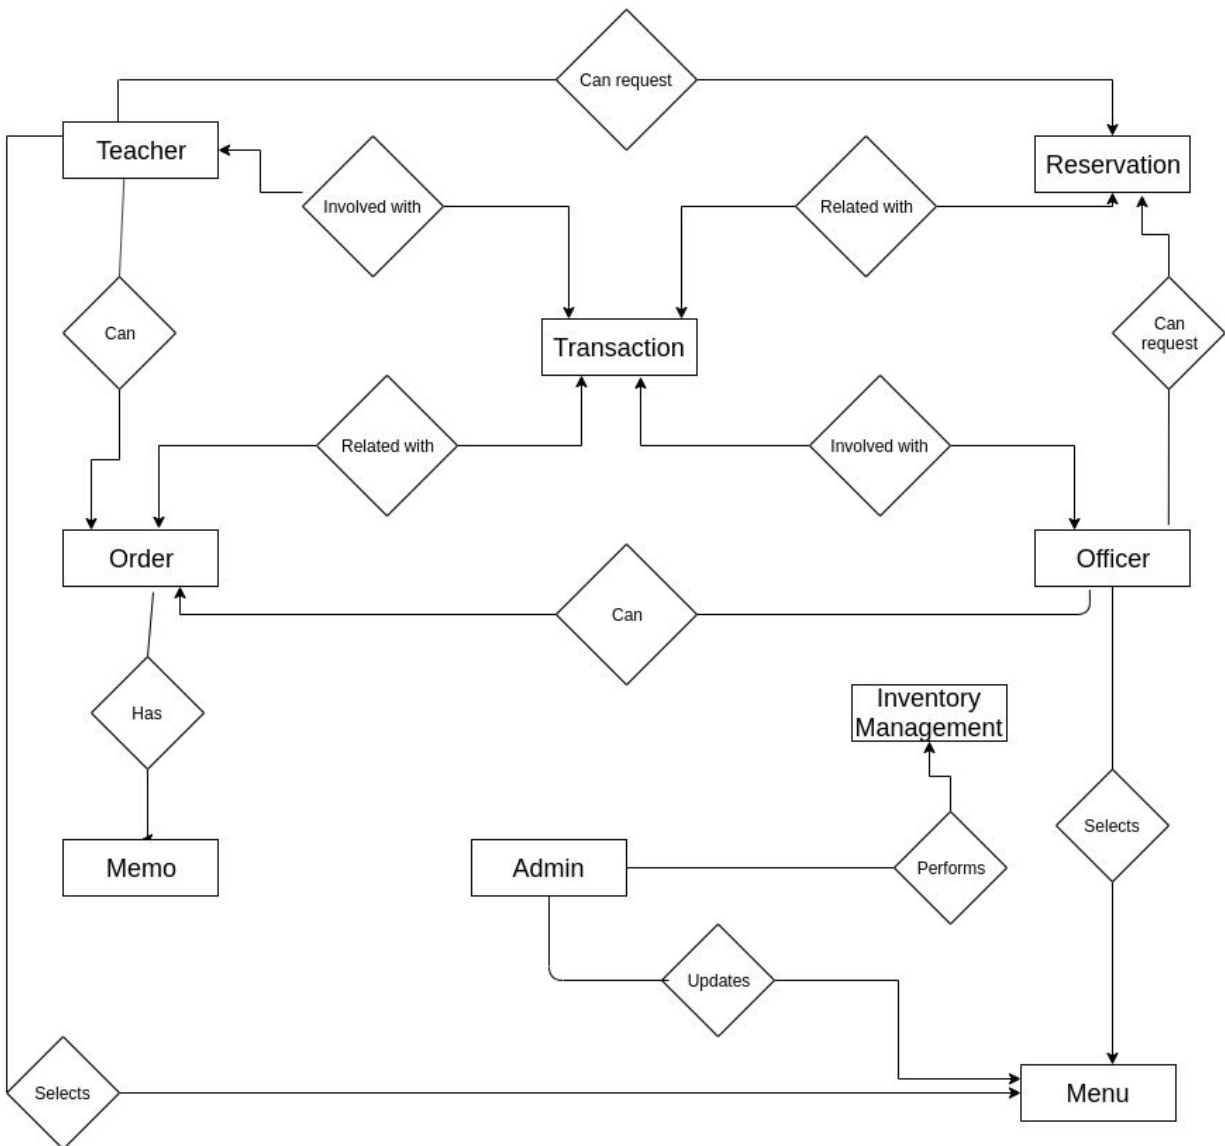 Can request
Teacher
Reservation
Involved with
Related with
Can
Can
request
Transaction
Related with
Involved with
Order
Officer
Can
Has
Inventory
Management
Selects
Memo
Admin
Performs
Updates
Selects
Menu